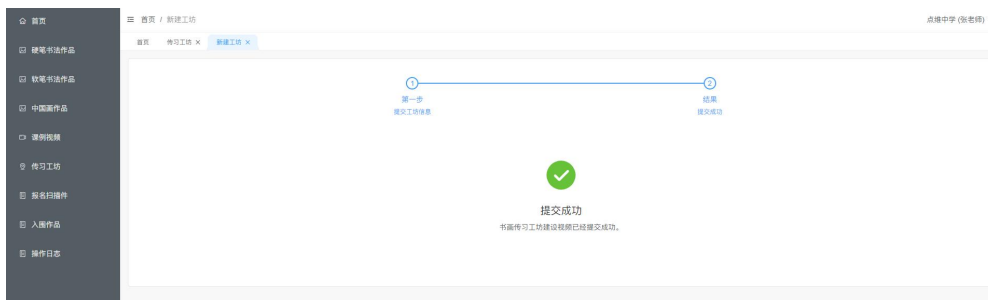 首页
硬笔书法作品
软笔书法作品
中国画作品
课例视频
传习工坊
报名扫描件
入围作品
操作日志
首页 / 新建工坊
点维中学 (张老师)
首页 传习工坊 × 新建工坊 ×
1 2
第一步 结果
提交工坊信息 提交成功
提交成功
书画传习工坊建设视频已经提交成功。